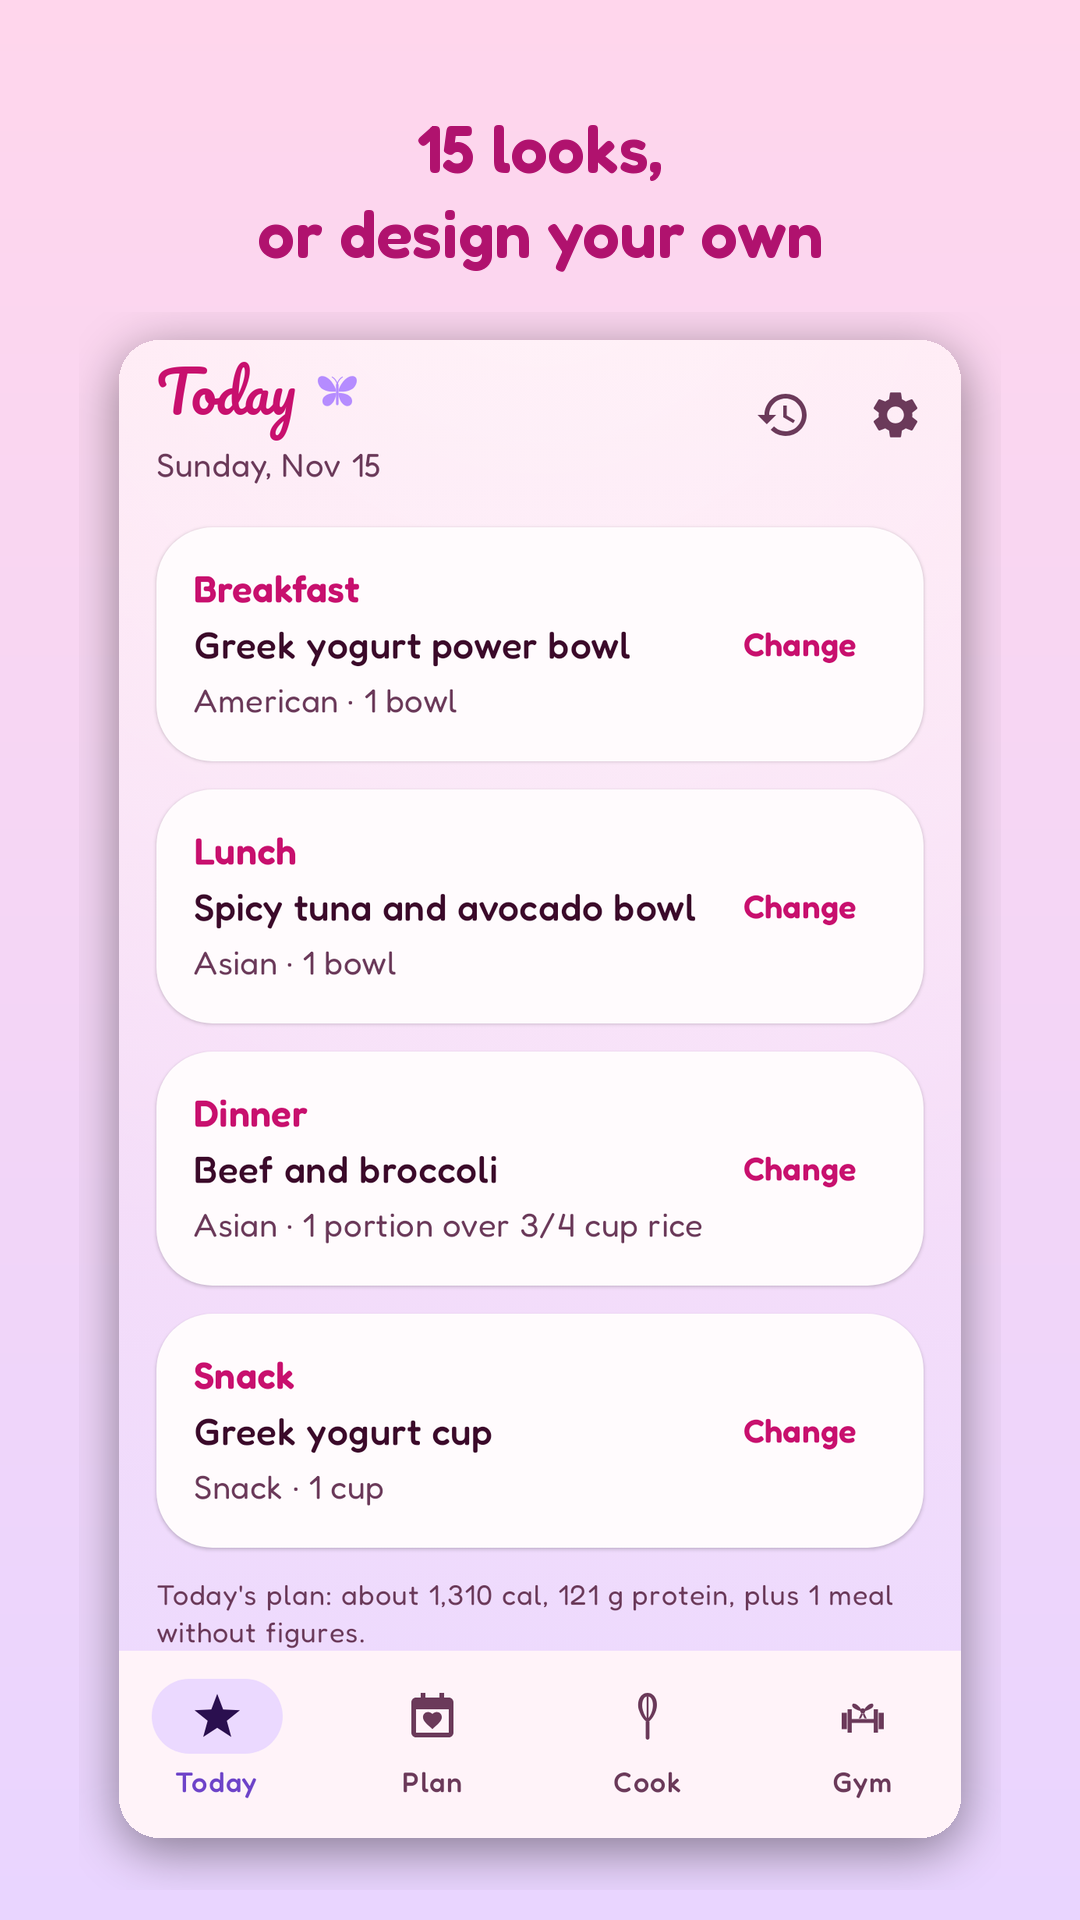 15 looks,
or design your own
Today
Sunday, Nov 15
Breakfast
Greek yogurt power bowl
Change
American · 1 bowl
Lunch
Spicy tuna and avocado bowl
Change
Asian · 1 bowl
Dinner
Beef and broccoli
Change
Asian · 1 portion over 3/4 cup rice
Snack
Greek yogurt cup
Change
Snack · 1 cup
Today's plan: about 1,310 cal, 121 g protein, plus 1 meal
without figures.
Today
Plan
Cook
Gym